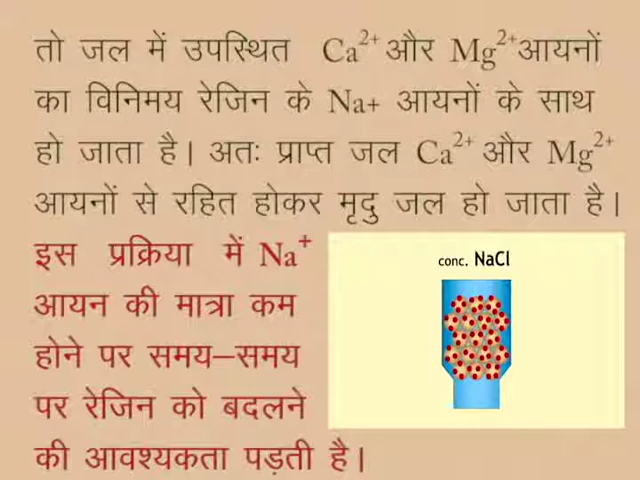 तो जल में उपस्थित Ca²⁺ और Mg²⁺ आयनों
का विनिमय रेजिन के Na+ आयनों के साथ
हो जाता है। अतः प्राप्त जल Ca²⁺ और Mg²⁺
आयनों से रहित होकर मृदु जल हो जाता है।
इस प्रक्रिया में Na⁺
आयन की मात्रा कम
होने पर समय–समय
पर रेजिन को बदलने
की आवश्यकता पड़ती है।
conc. NaCl